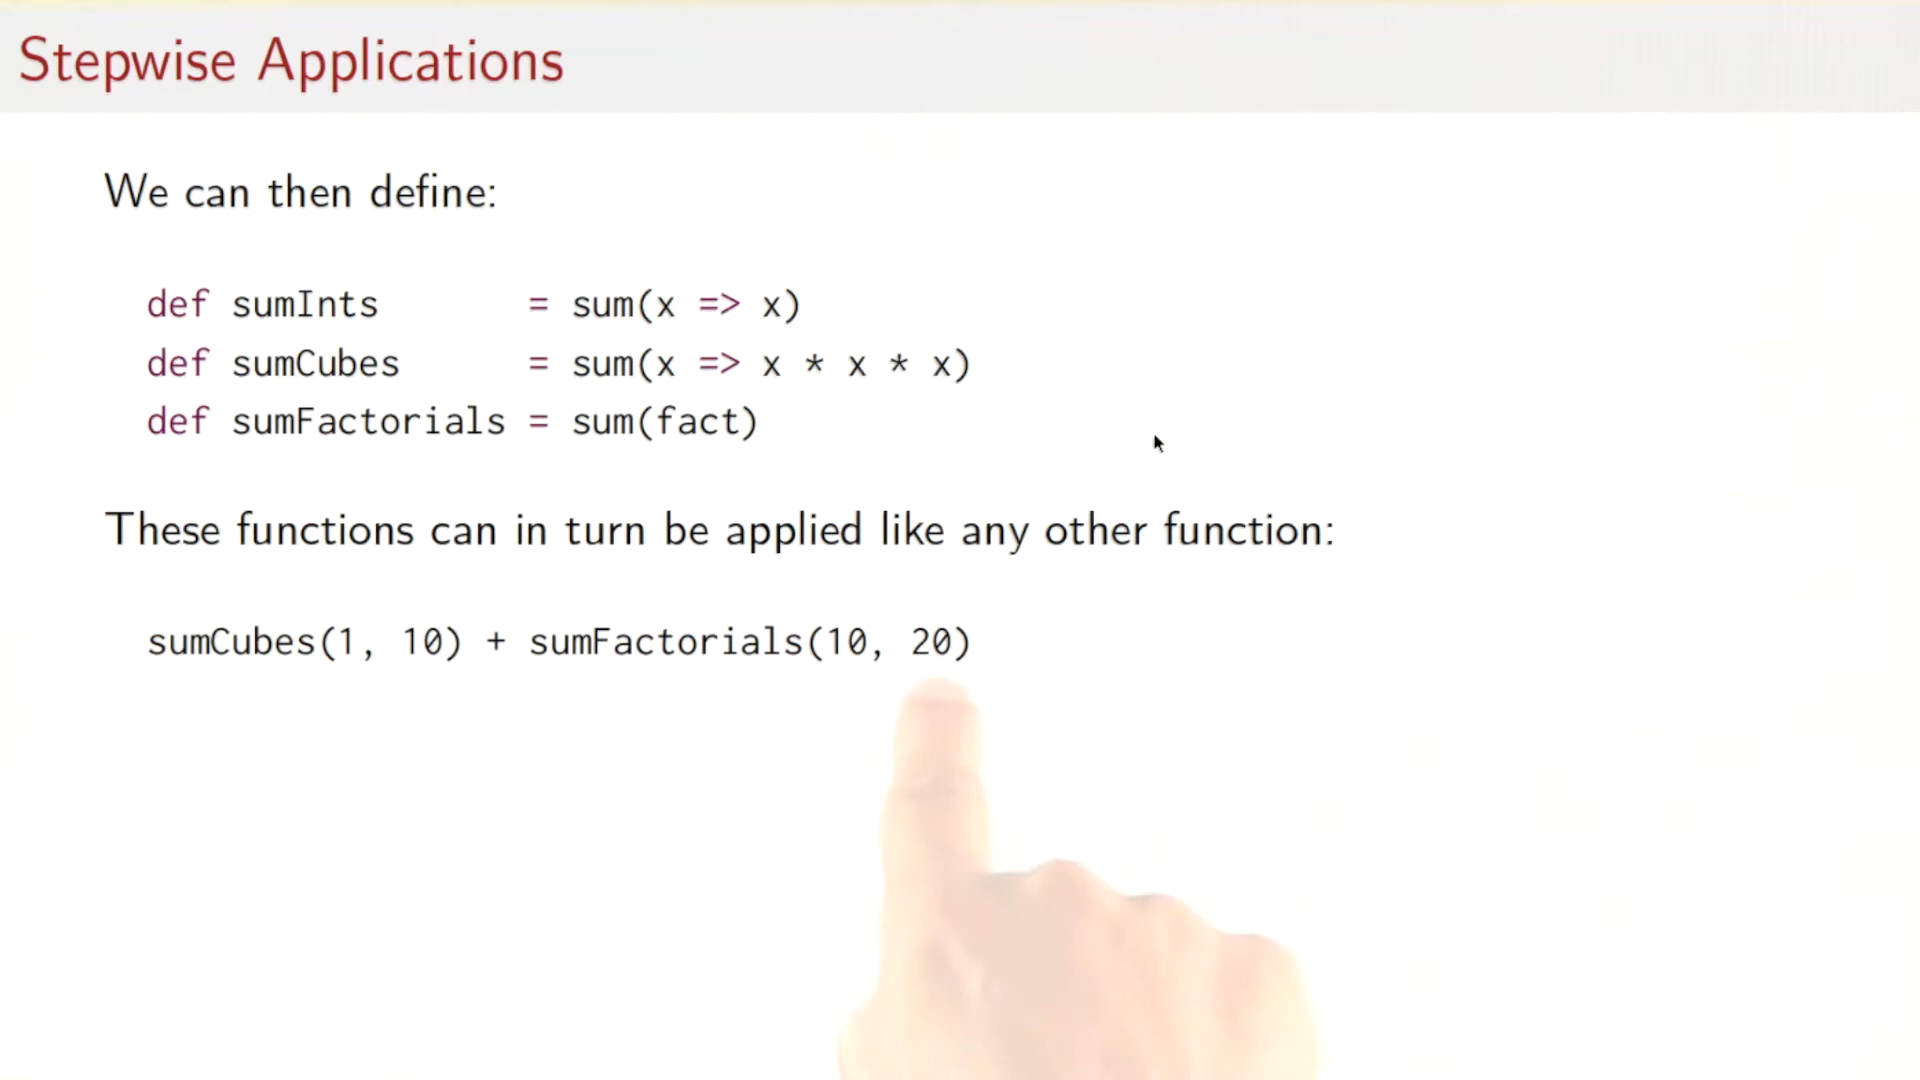 Stepwise Applications
We can then define:
def sumInts = sum(x => x)
def sumCubes = sum(x => x * x * x)
def sumFactorials = sum(fact)
These functions can in turn be applied like any other function:
sumCubes(1, 10) + sumFactorials(10, 20)